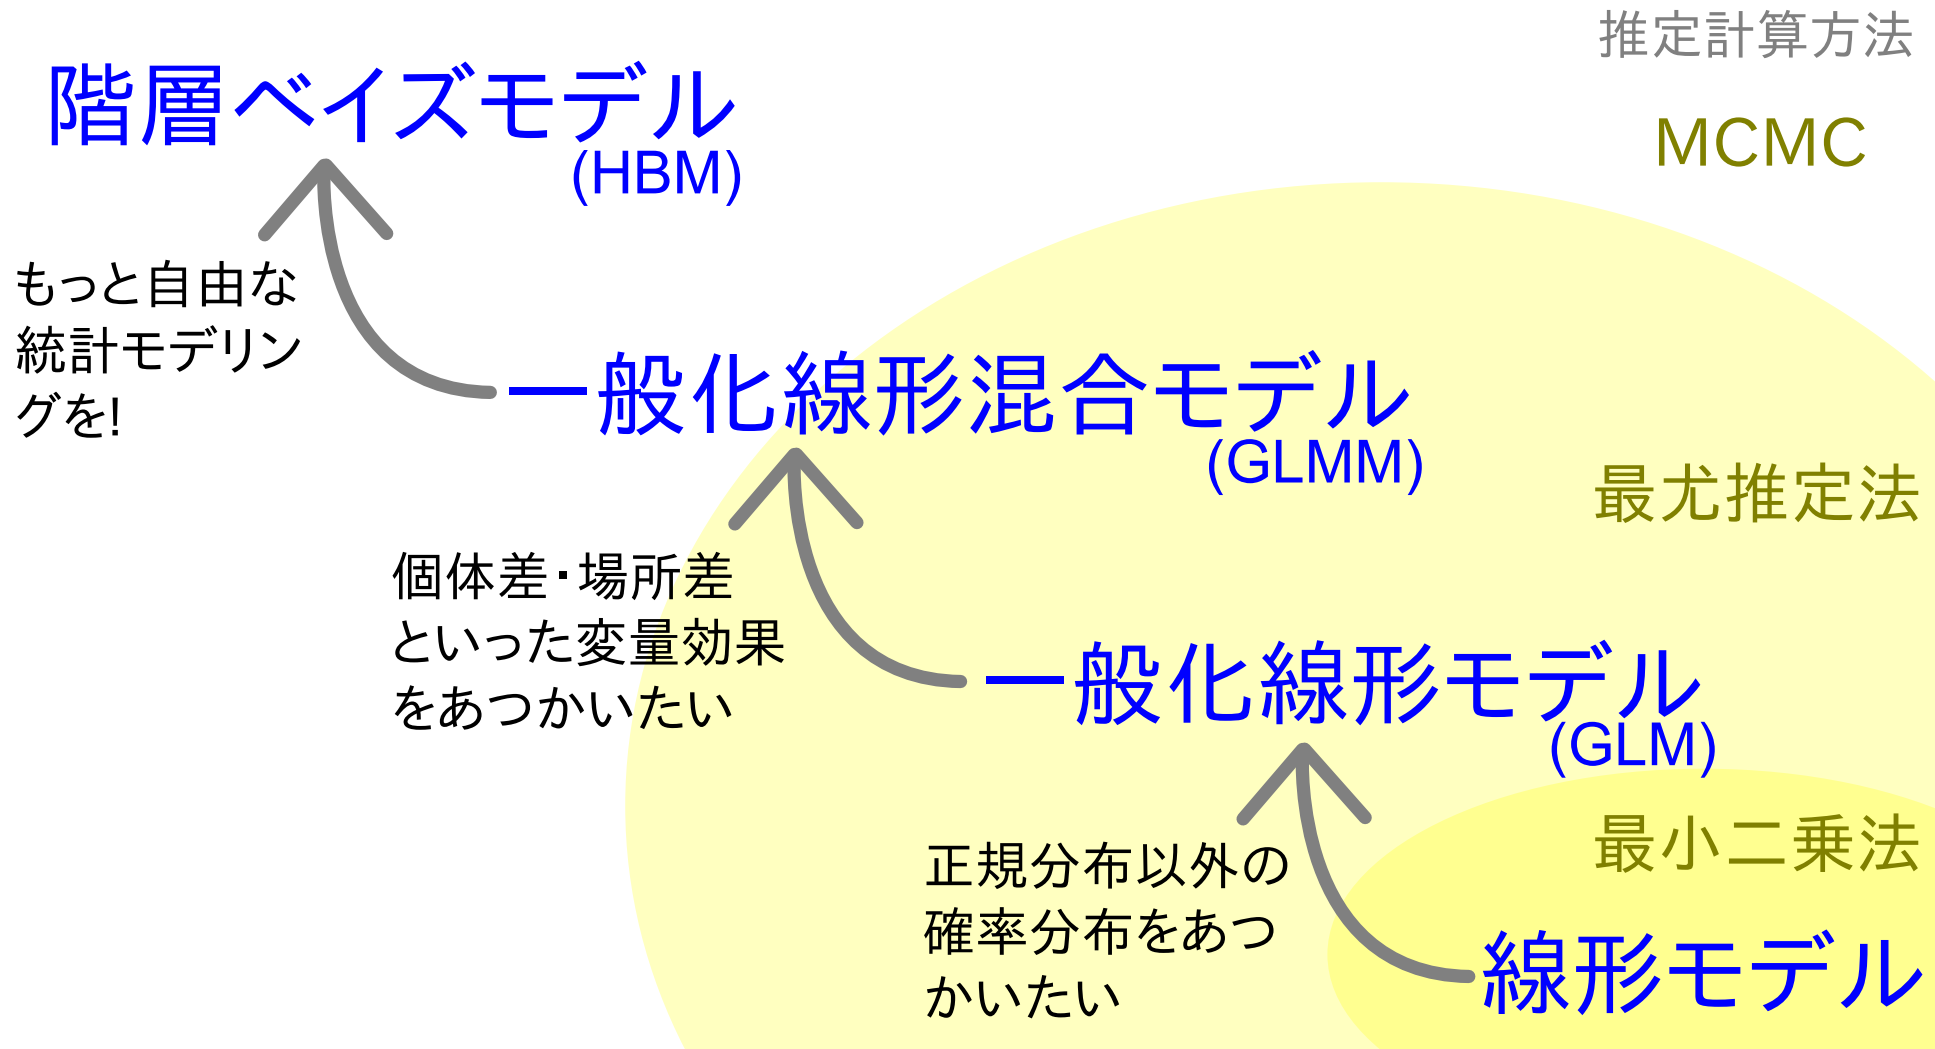 推定計算方法
階層ベイズモデル
(HBM)
MCMC
もっと自由な
統計モデリン
グを!
一般化線形混合モデル
(GLMM)
最尤推定法
個体差・場所差
といった変量効果
をあつかいたい
一般化線形モデル
(GLM)
最小二乗法
正規分布以外の
確率分布をあつ
かいたい
線形モデル